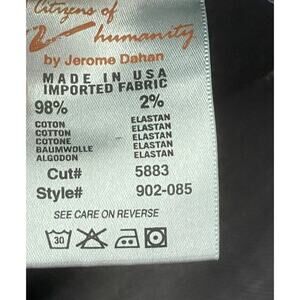 Citizens of
humanity
by Jerome Dahan
MADE IN USA
IMPORTED FABRIC
98% 2%
COTON ELASTAN
COTTON ELASTAN
COTONE ELASTAN
BAUMWOLLE ELASTAN
ALGODON ELASTAN
Cut# 5883
Style# 902-085
SEE CARE ON REVERSE
30